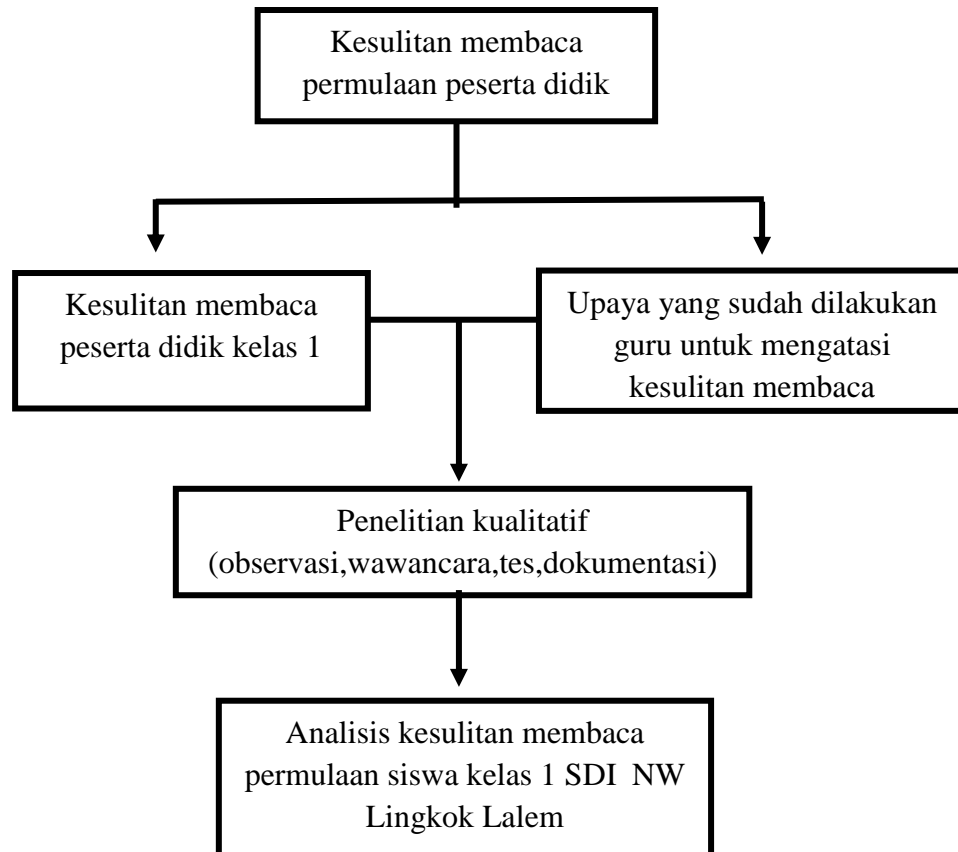 Kesulitan membaca
permulaan peserta didik
Kesulitan membaca
peserta didik kelas 1
Upaya yang sudah dilakukan
guru untuk mengatasi
kesulitan membaca
Penelitian kualitatif
(observasi,wawancara,tes,dokumentasi)
Analisis kesulitan membaca
permulaan siswa kelas 1 SDI  NW
Lingkok Lalem